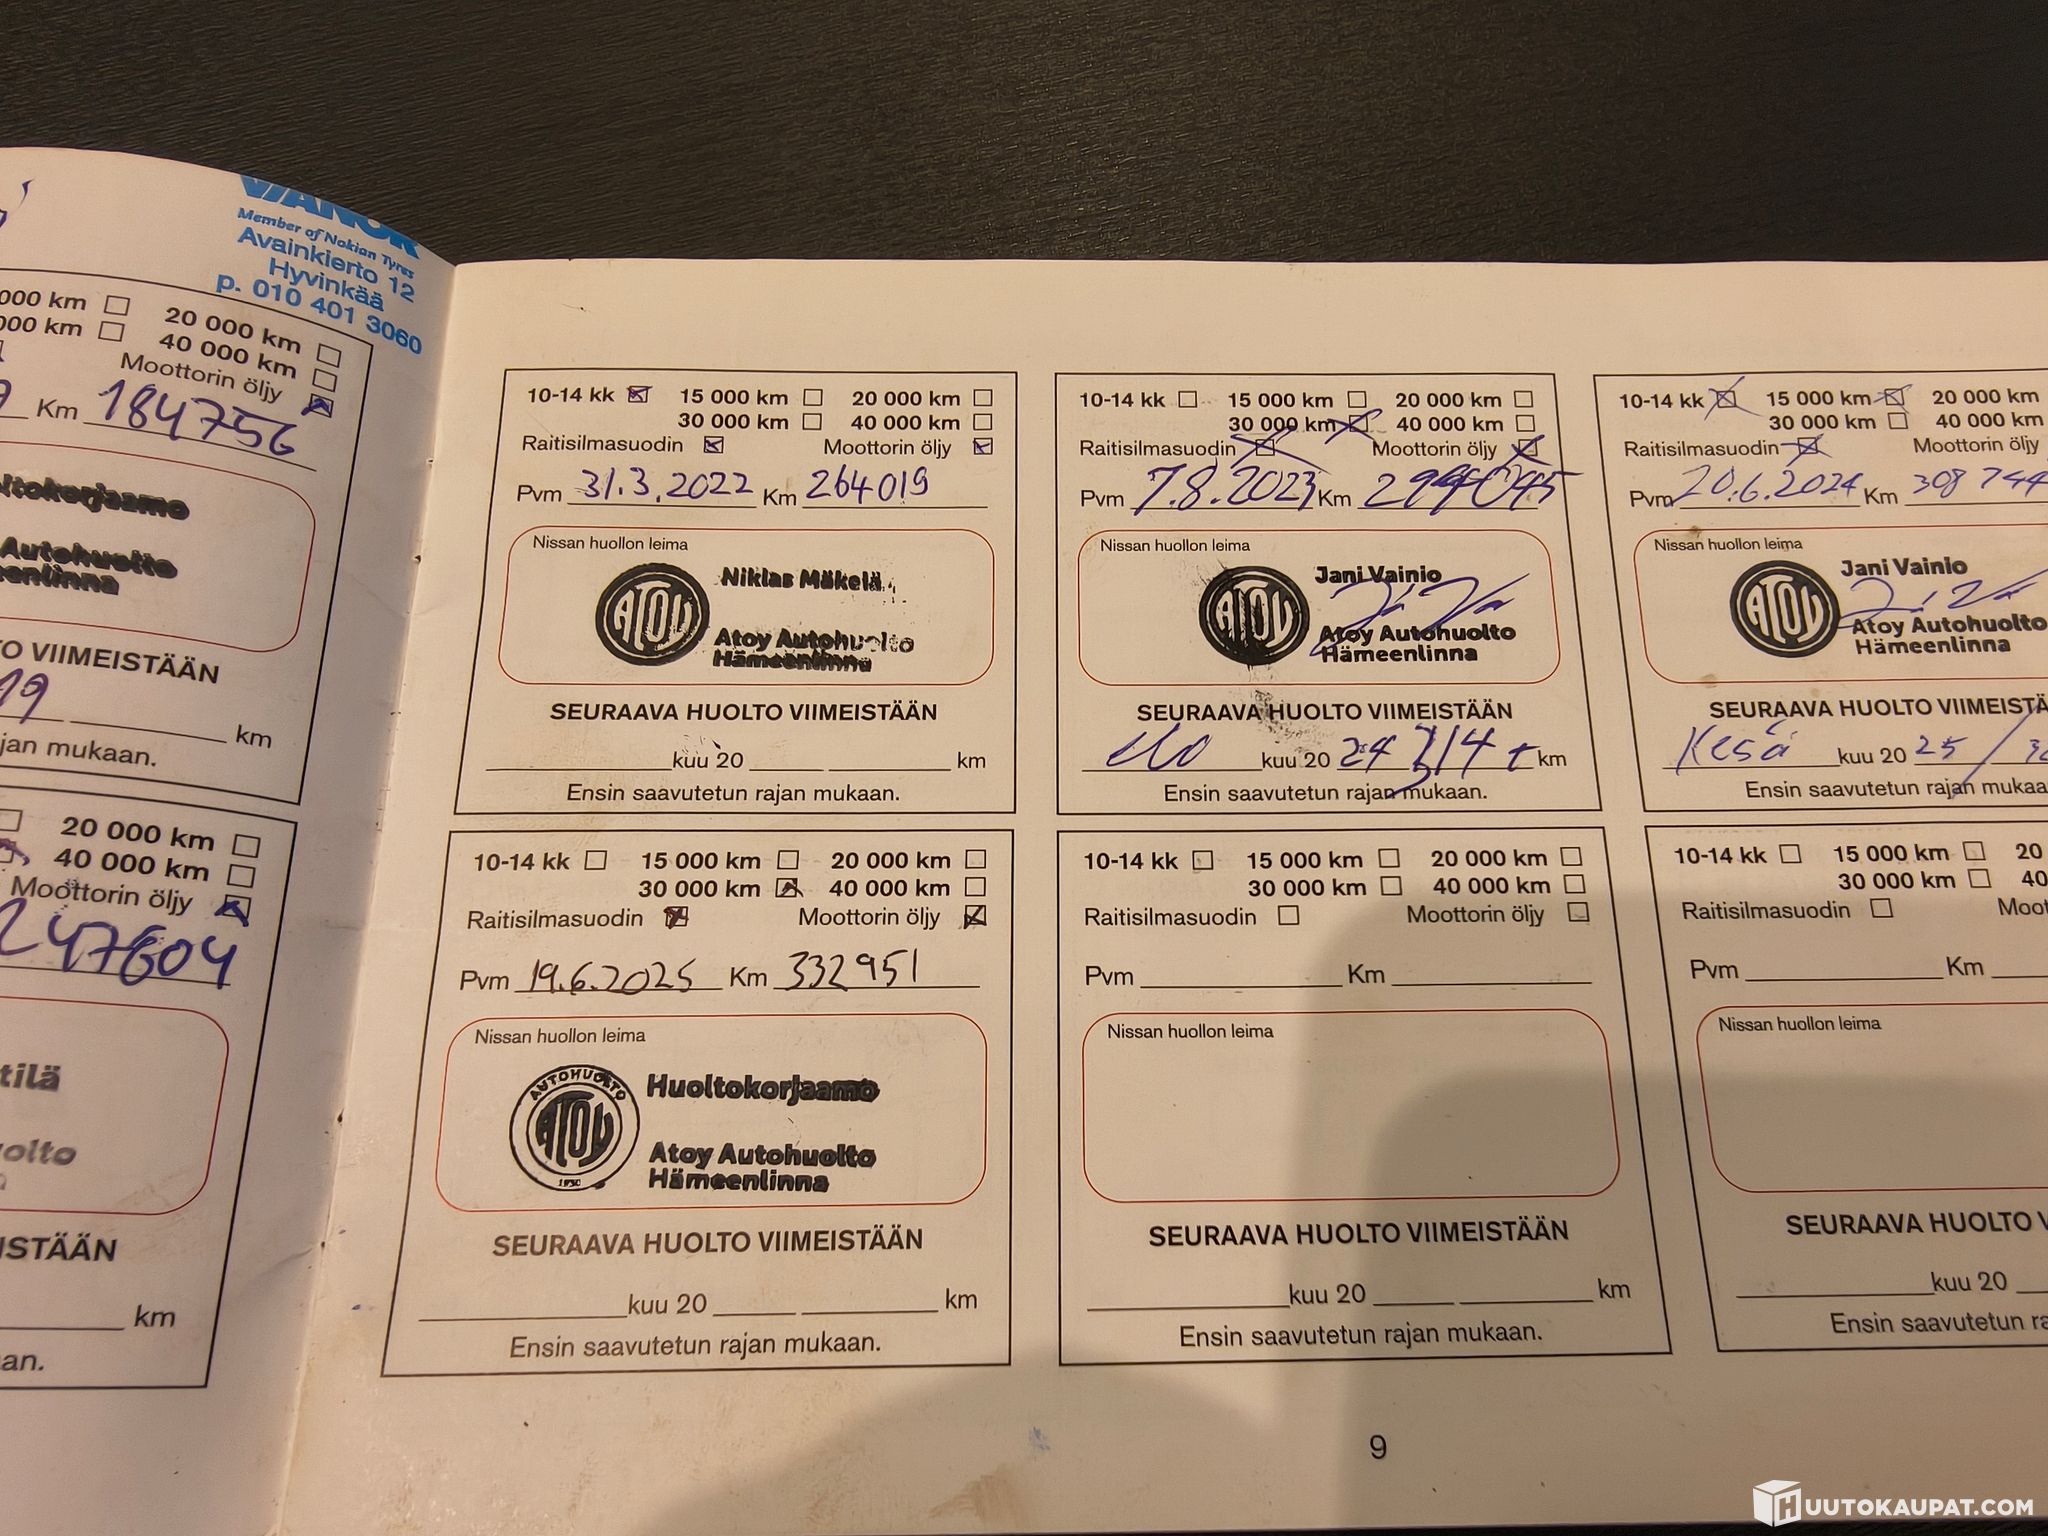 VIANOR
Member of Nokian Tyres
Avainkierto 12
Hyvinkää
p. 010 401 3060
000 km 20 000 km
000 km 40 000 km
Moottorin öljy
Km 184756
Autohuolto
VIIMEISTÄÄN
19 km
mukaan.
20 000 km
40 000 km
Moottorin öljy
247604
km
10-14 kk 15 000 km 20 000 km
30 000 km 40 000 km
Raitisilmasuodin Moottorin öljy
Pvm 31.3.2022 Km 264019
Nissan huollon leima
ATOY
Niklas Mäkelä
Atoy Autohuolto
Hämeenlinna
SEURAAVA HUOLTO VIIMEISTÄÄN
kuu 20 km
Ensin saavutetun rajan mukaan.
10-14 kk 15 000 km 20 000 km
30 000 km 40 000 km
Raitisilmasuodin Moottorin öljy
Pvm 7.8.2023 Km
Nissan huollon leima
ATOY
Jani Vainio
Atoy Autohuolto
Hämeenlinna
SEURAAVA HUOLTO VIIMEISTÄÄN
kuu 20 24 km
Ensin saavutetun rajan mukaan.
10-14 kk 15 000 km 20 000 km
30 000 km 40 000 km
Raitisilmasuodin Moottorin öljy
Pvm 20.6.2024 Km 308744
Nissan huollon leima
ATOY
Jani Vainio
Atoy Autohuolto
Hämeenlinna
SEURAAVA HUOLTO
Kesä kuu 20 25 /
Ensin saavutetun rajan
10-14 kk 15 000 km 20 000 km
30 000 km 40 000 km
Raitisilmasuodin Moottorin öljy
Pvm 19.6.2025 Km 332951
Nissan huollon leima
AUTOHUOLTO
ATOY
1930
Huoltokorjaamo
Atoy Autohuolto
Hämeenlinna
SEURAAVA HUOLTO VIIMEISTÄÄN
kuu 20 km
Ensin saavutetun rajan mukaan.
10-14 kk 15 000 km 20 000 km
30 000 km 40 000 km
Raitisilmasuodin Moottorin öljy
Pvm Km
Nissan huollon leima
SEURAAVA HUOLTO VIIMEISTÄÄN
kuu 20 km
Ensin saavutetun rajan mukaan.
10-14 kk 15 000 km 20
30 000 km 40
Raitisilmasuodin
Pvm Km
Nissan huollon leima
SEURAAVA HUOLTO
kuu 20
Ensin saavutetun
9
HUUTOKAUPAT.COM